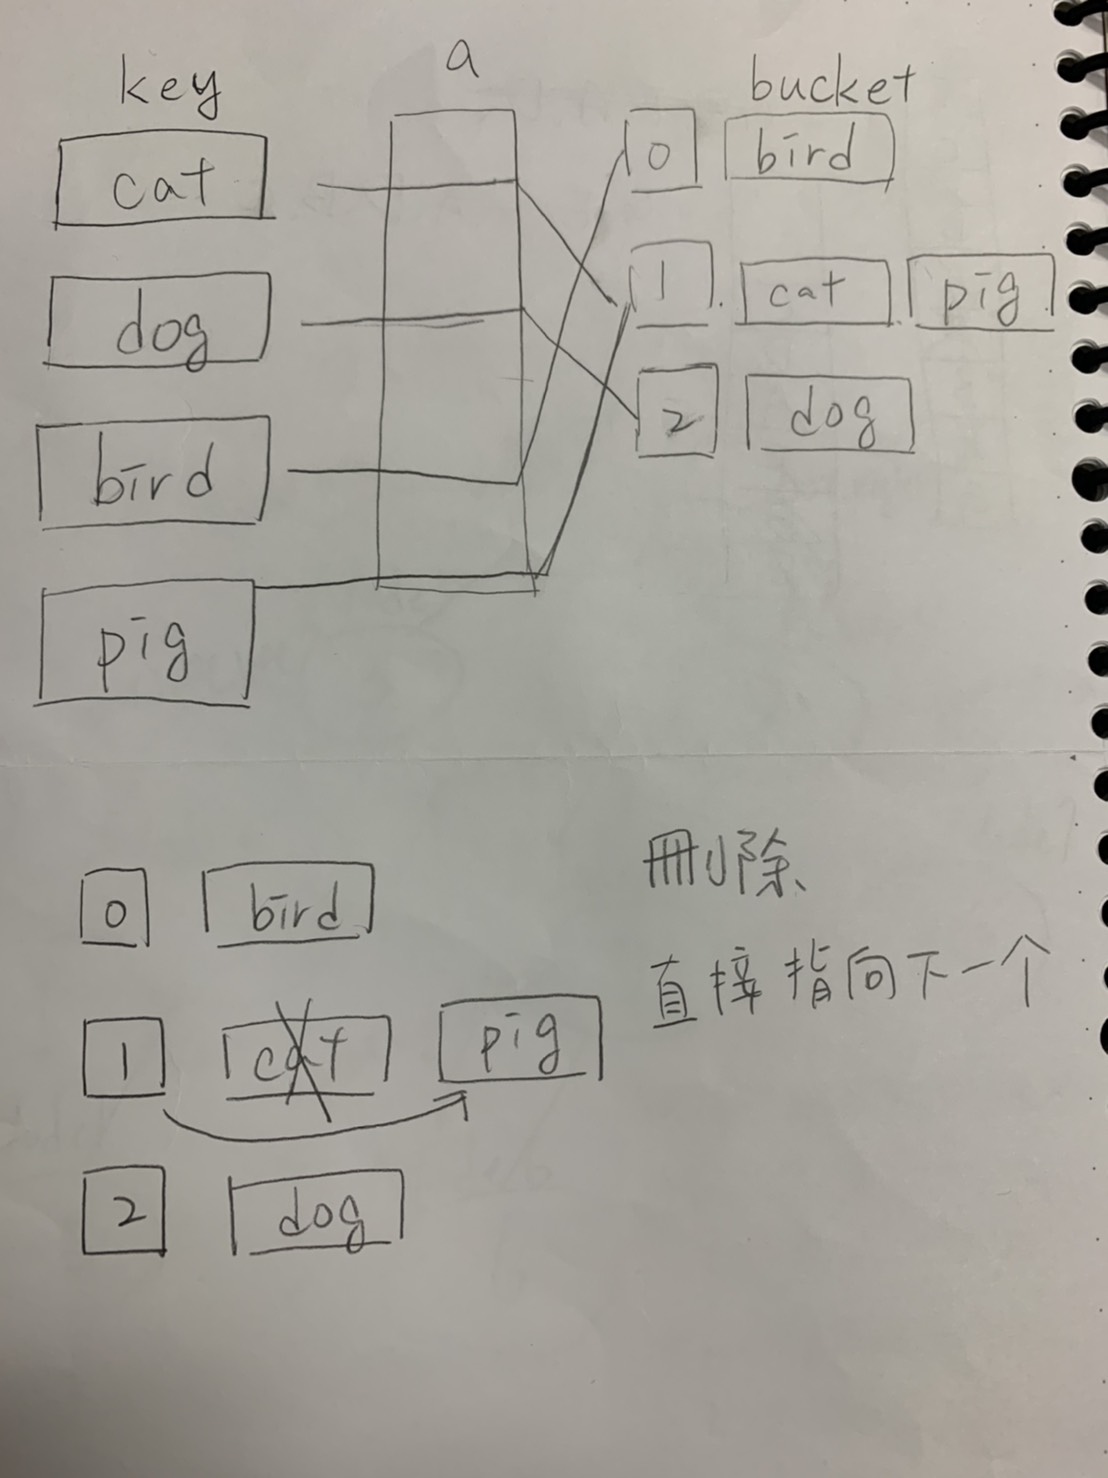 key a bucket
cat 0 bird
dog 1 cat pig
bird 2 dog
pig
0 bird
刪除
直接指向下一个
1 cat pig
2 dog